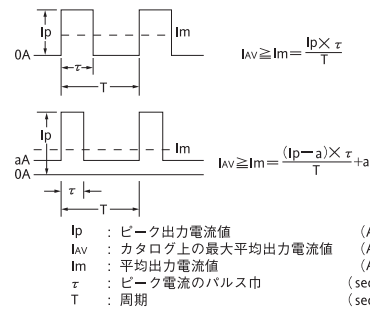 Ip
Im
0A
τ
T
IAV≧Im=Ip×τ/T
Ip
Im
aA
0A
τ
T
IAV≧Im=(Ip−a)×τ/T+a
Ip : ピーク出力電流値 (A
IAV : カタログ上の最大平均出力電流値 (A
Im : 平均出力電流値 (A
τ : ピーク電流のパルス巾 (sec
T : 周期 (sec